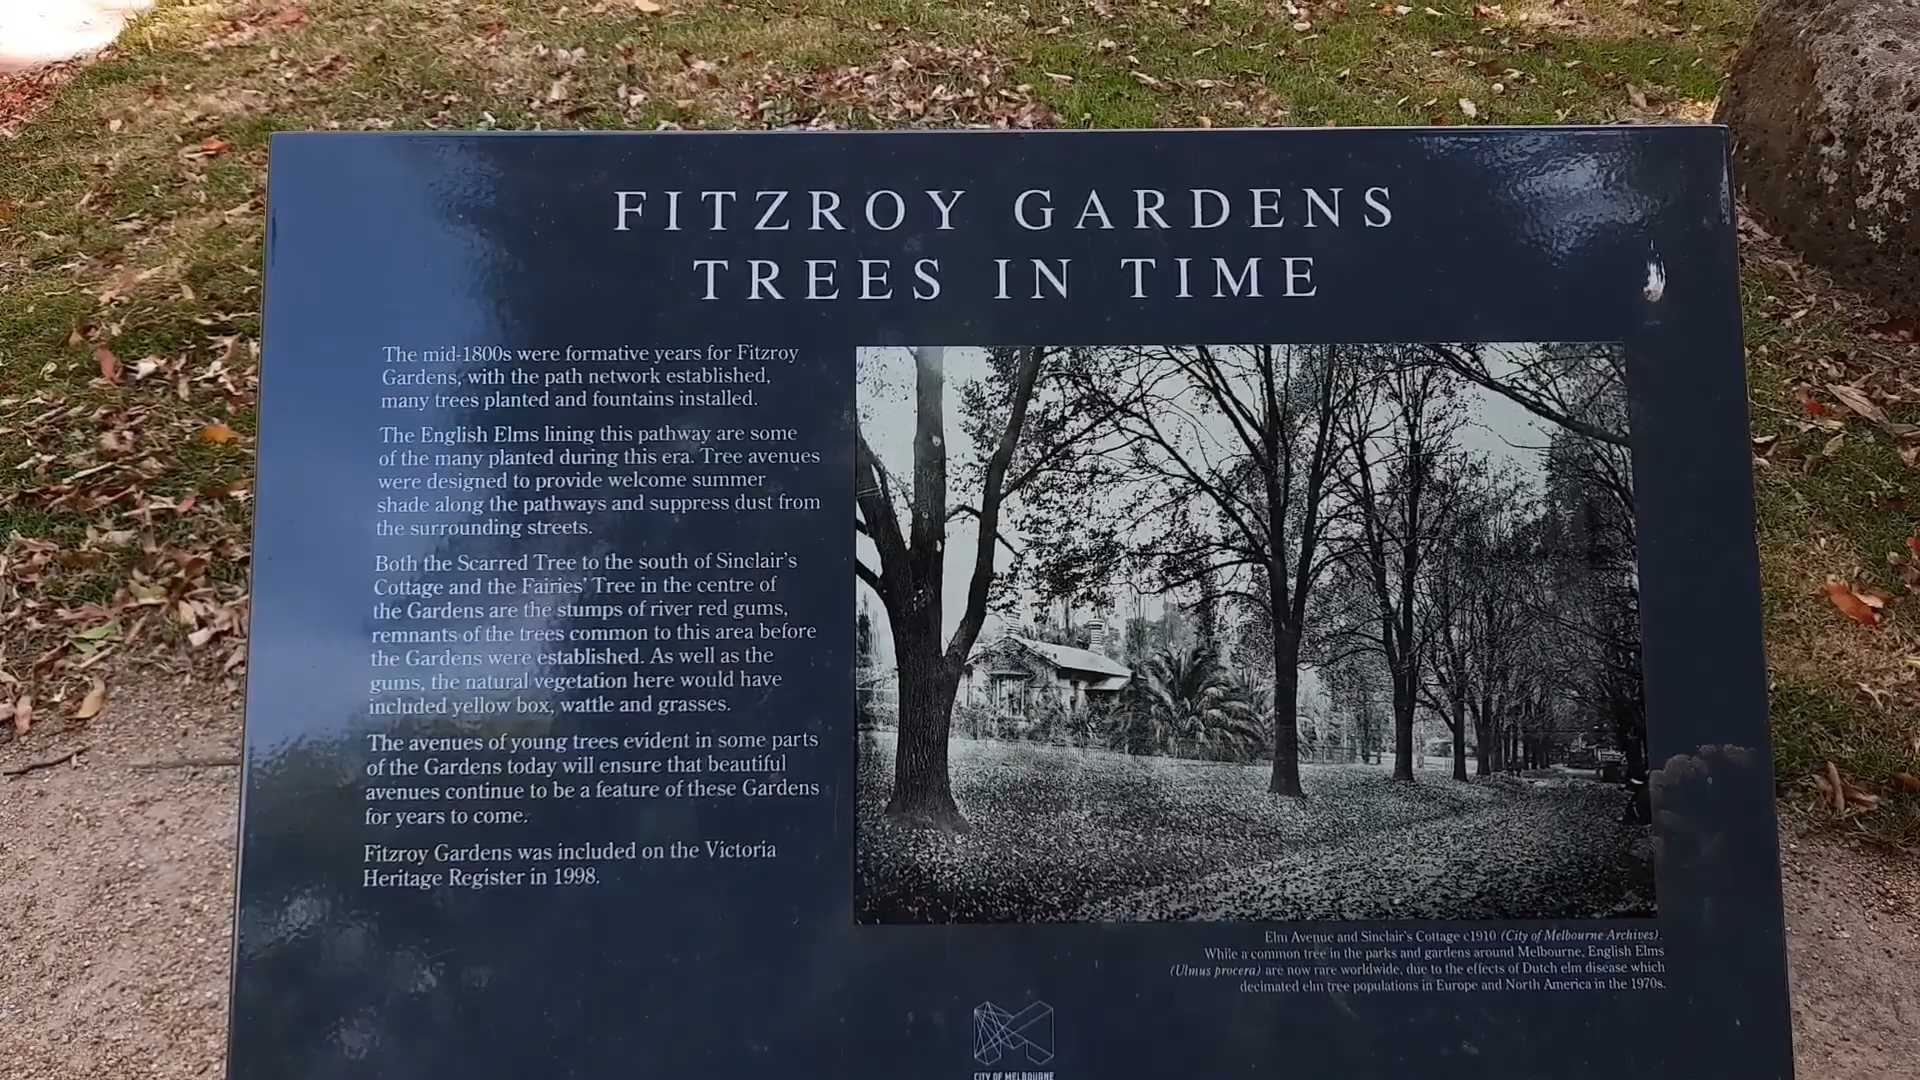 FITZROY GARDENS
TREES IN TIME
The mid-1800s were formative years for Fitzroy
Gardens, with the path network established,
many trees planted and fountains installed.
The English Elms lining this pathway are some
of the many planted during this era. Tree avenues
were designed to provide welcome summer
shade along the pathways and suppress dust from
the surrounding streets.
Both the Scarred Tree to the south of Sinclair's
Cottage and the Fairies' Tree in the centre of
the Gardens are the stumps of river red gums,
remnants of the trees common to this area before
the Gardens were established. As well as the
gums, the natural vegetation here would have
included yellow box, wattle and grasses.
The avenues of young trees evident in some parts
of the Gardens today will ensure that beautiful
avenues continue to be a feature of these Gardens
for years to come.
Fitzroy Gardens was included on the Victoria
Heritage Register in 1998.
Elm Avenue and Sinclair's Cottage c1910 (City of Melbourne Archives).
While a common tree in the parks and gardens around Melbourne, English Elms
(Ulmus procera) are now rare worldwide, due to the effects of Dutch elm disease which
decimated elm tree populations in Europe and North America in the 1970s.
CITY OF MELBOURNE